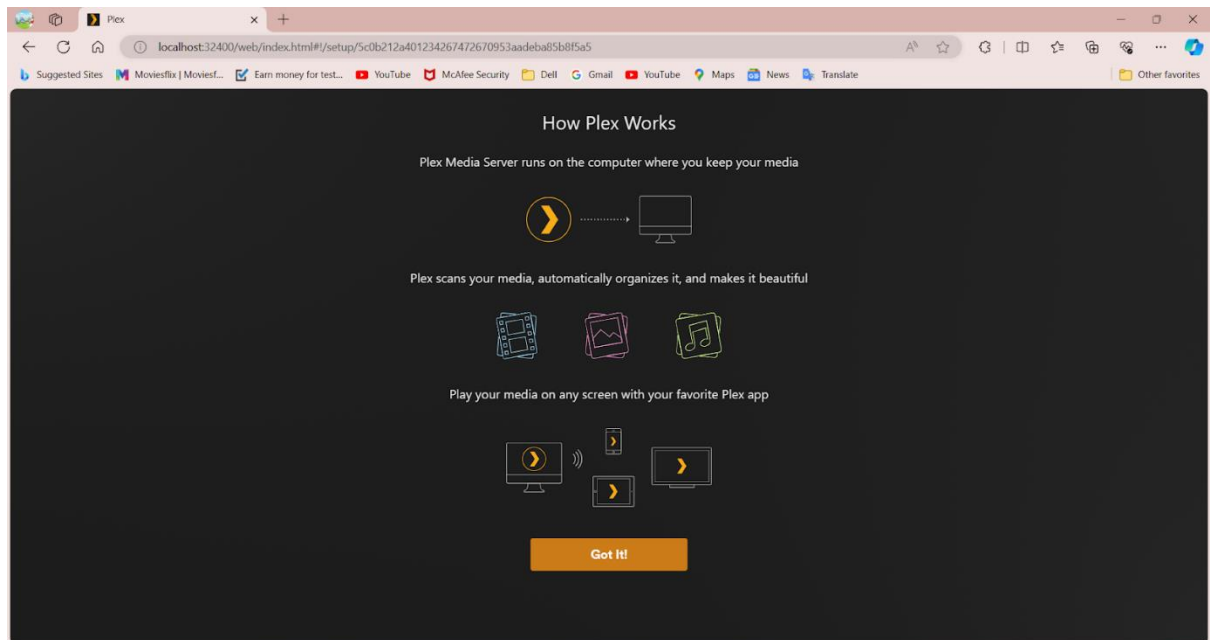 Plex
localhost:32400/web/index.html#!/setup/5c0b212a401234267472670953aadeba85b8f5a5
Suggested Sites Moviesflix | Moviesf... Earn money for test... YouTube McAfee Security Dell Gmail YouTube Maps News Translate Other favorites
How Plex Works
Plex Media Server runs on the computer where you keep your media
Plex scans your media, automatically organizes it, and makes it beautiful
Play your media on any screen with your favorite Plex app
Got It!